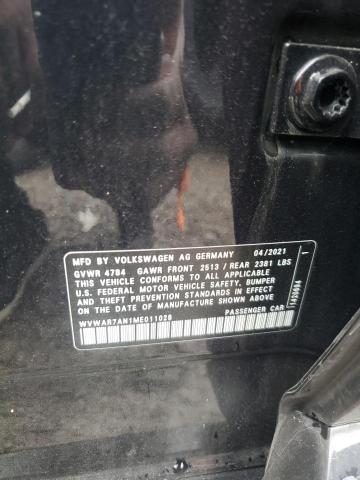 MFD BY VOLKSWAGEN AG GERMANY 04/2021
GVWR 4784 GAWR FRONT 2513 / REAR 2381 LBS
THIS VEHICLE CONFORMS TO ALL APPLICABLE
U.S. FEDERAL MOTOR VEHICLE SAFETY, BUMPER
AND THEFT PREVENTION STANDARDS IN EFFECT
ON THE DATE OF MANUFACTURE SHOWN ABOVE
WVWAR7AN1ME011028 PASSENGER CAR